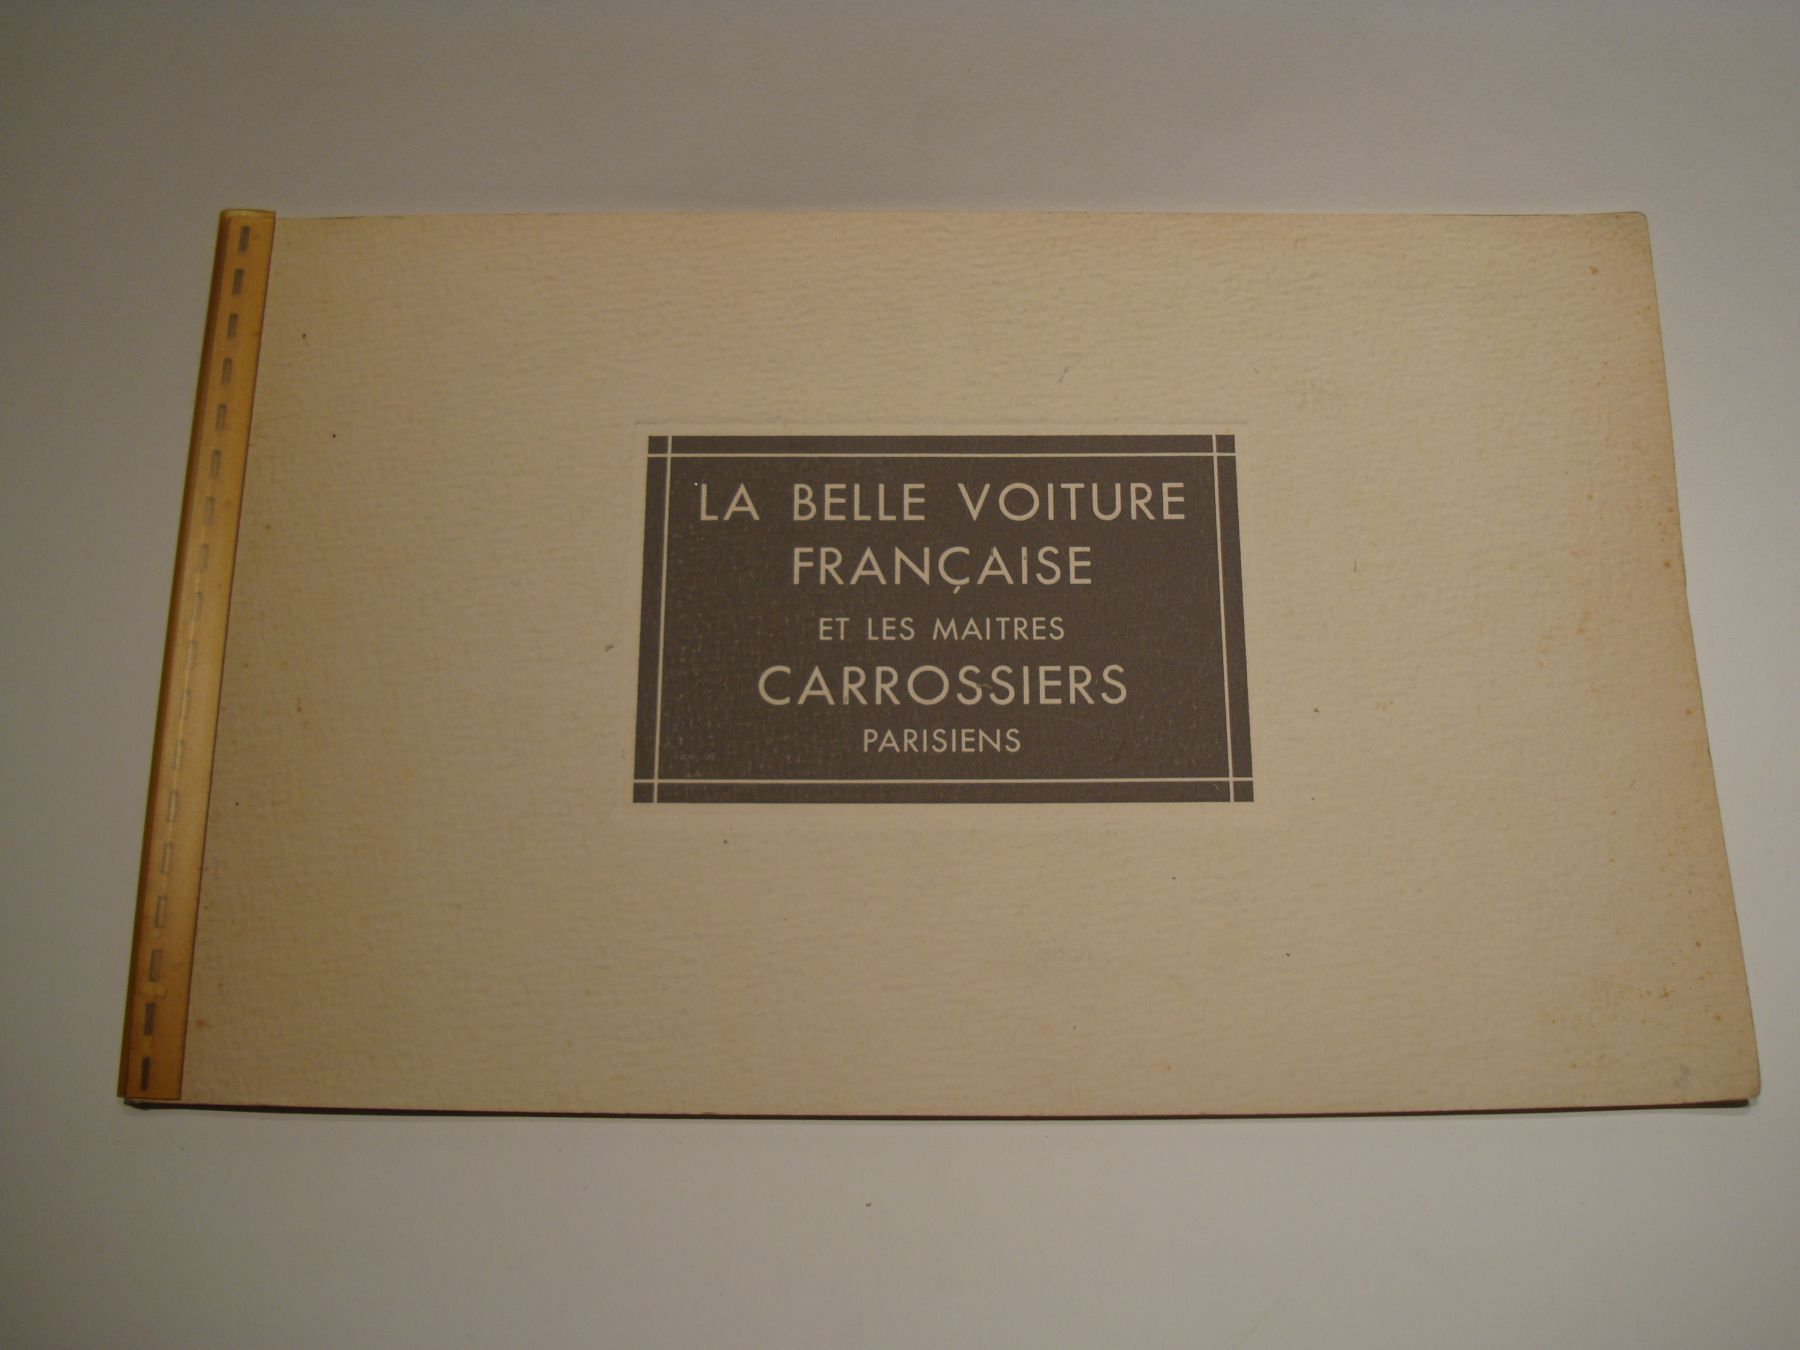 LA BELLE VOITURE
FRANÇAISE
ET LES MAITRES
CARROSSIERS
PARISIENS